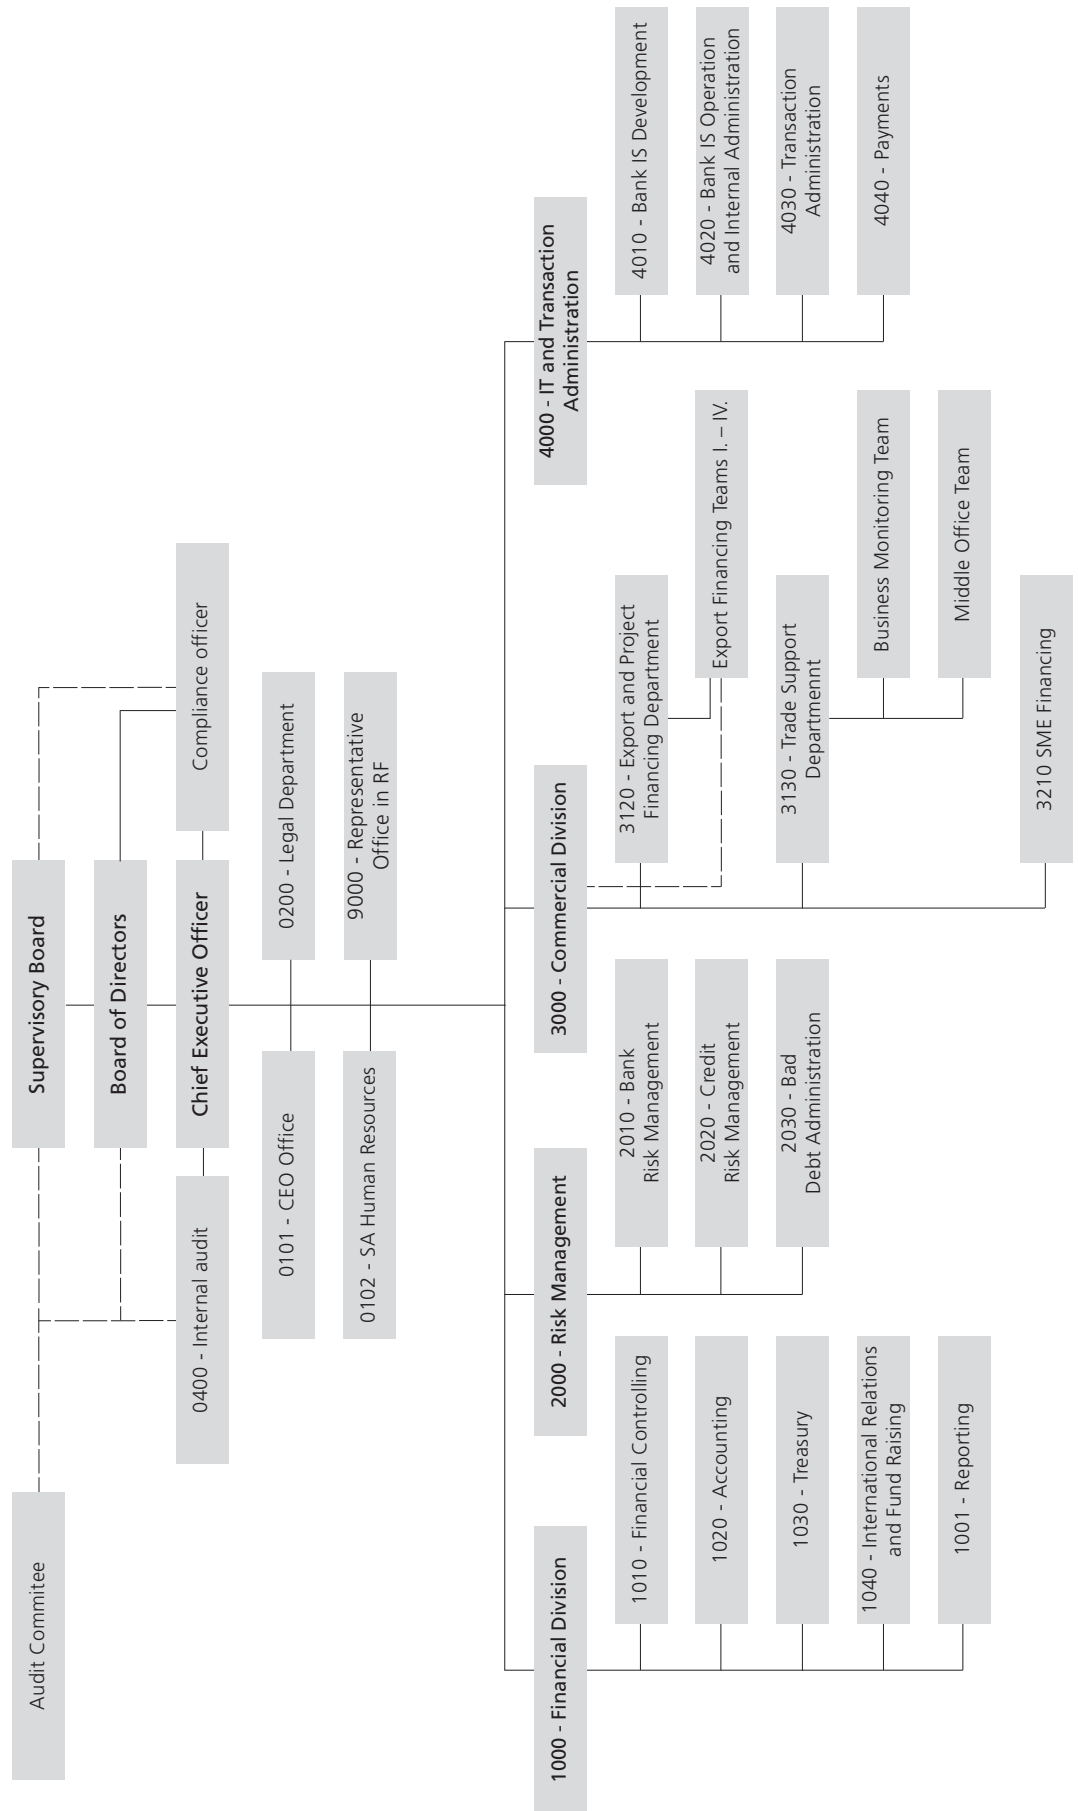 Supervisory Board
Audit Commitee
Board of Directors
0400 - Internal audit
Chief Executive Officer
Compliance officer
0101 - CEO Office
0200 - Legal Department
0102 - SA Human Resources
9000 - Representative
Office in RF
1000 - Financial Division
1010 - Financial Controlling
1020 - Accounting
1030 - Treasury
1040 - International Relations
and Fund Raising
1001 - Reporting
2000 - Risk Management
2010 - Bank
Risk Management
2020 - Credit
Risk Management
2030 - Bad
Debt Administration
3000 - Commercial Division
3120 - Export and Project
Financing Department
Export Financing Teams I. – IV.
3130 - Trade Support
Departmennt
Business Monitoring Team
Middle Office Team
3210 SME Financing
4000 - IT and Transaction
Administration
4010 - Bank IS Development
4020 - Bank IS Operation
and Internal Administration
4030 - Transaction
Administration
4040 - Payments